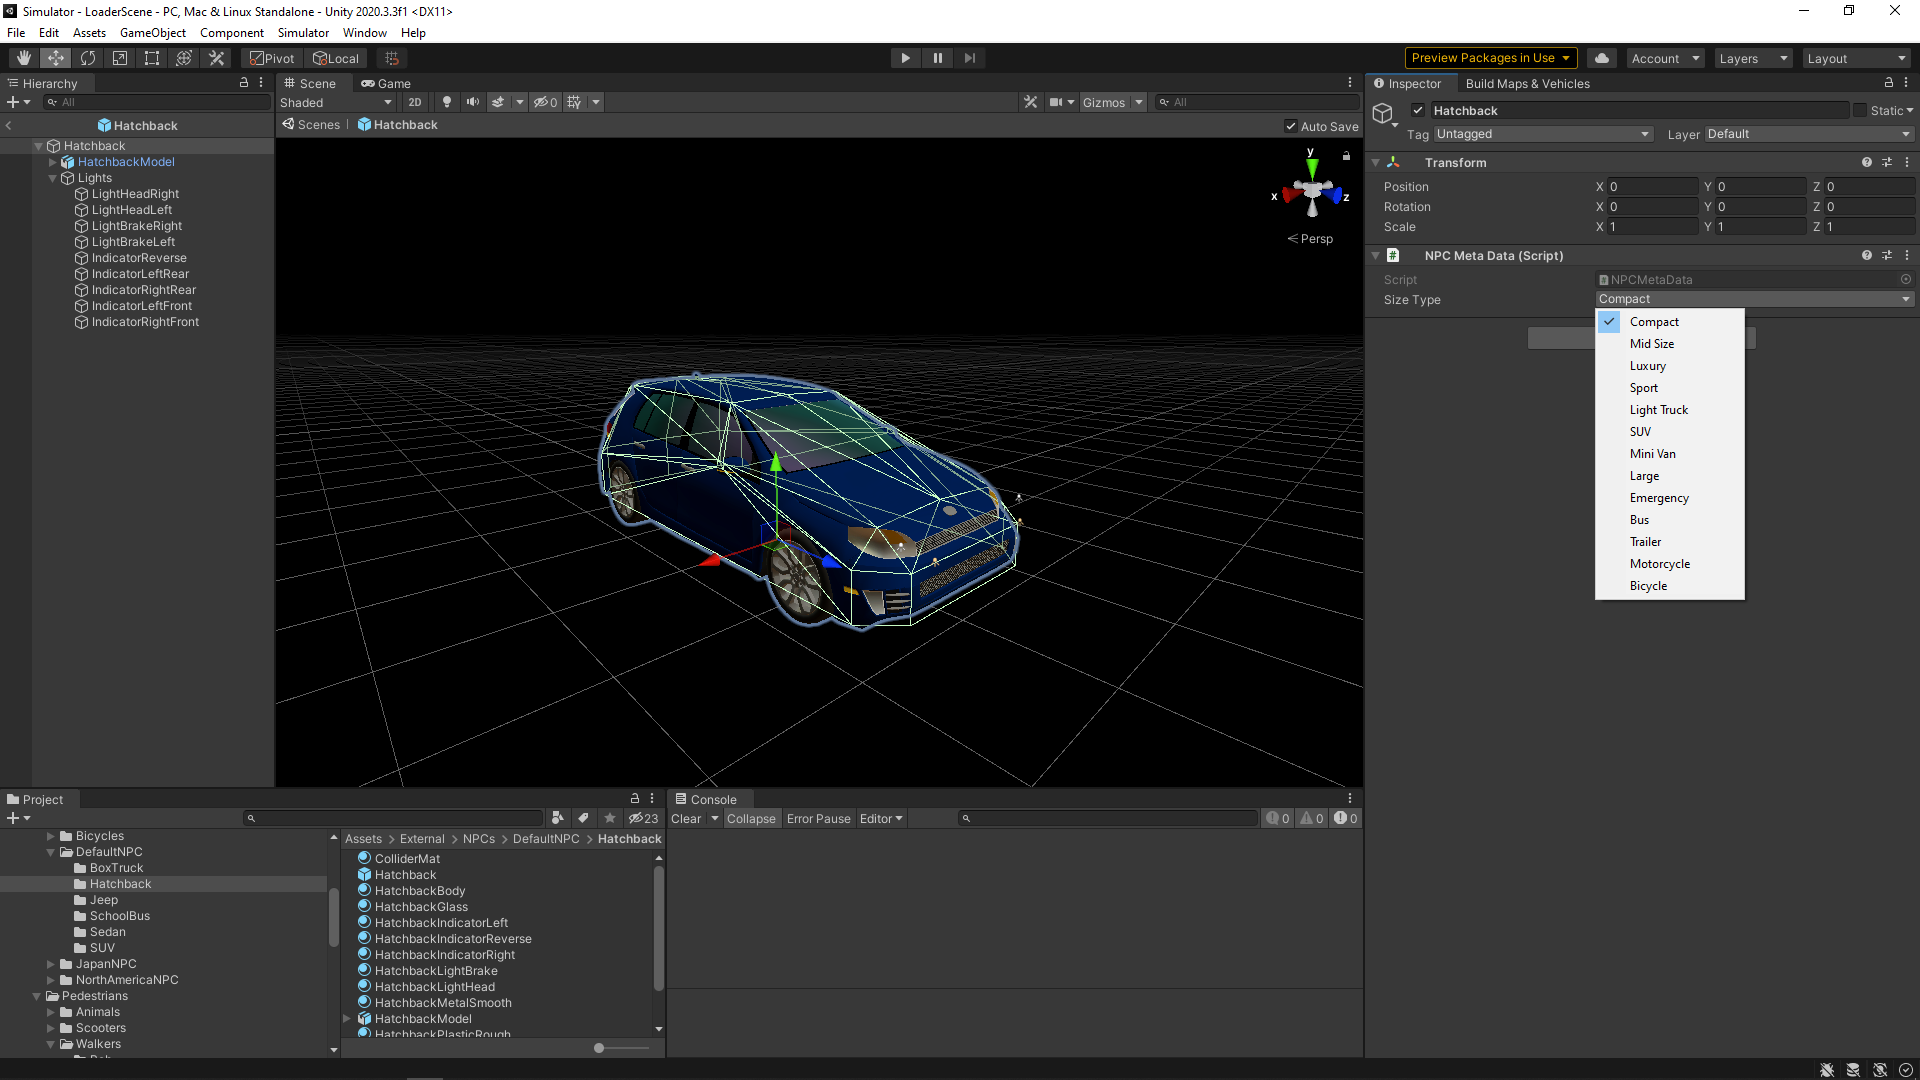 Simulator - LoaderScene - PC, Mac & Linux Standalone - Unity 2020.3.3f1 <DX11>
File Edit Assets GameObject Component Simulator Window Help
Pivot Local
Preview Packages in Use Account Layers Layout
Hierarchy
All
Hatchback
Hatchback
HatchbackModel
Lights
LightHeadRight
LightHeadLeft
LightBrakeRight
LightBrakeLeft
IndicatorReverse
IndicatorLeftRear
IndicatorRightRear
IndicatorLeftFront
IndicatorRightFront
Scene Game
Shaded 2D 0 Gizmos All
Scenes Hatchback Auto Save
y
x
z
Persp
Inspector Build Maps & Vehicles
Hatchback Static
Tag Untagged Layer Default
Transform
Position X 0 Y 0 Z 0
Rotation X 0 Y 0 Z 0
Scale X 1 Y 1 Z 1
# NPC Meta Data (Script)
Script NPCMetaData
Size Type Compact
Compact
Mid Size
Luxury
Sport
Light Truck
SUV
Mini Van
Large
Emergency
Bus
Trailer
Motorcycle
Bicycle
Project
23
Bicycles
DefaultNPC
BoxTruck
Hatchback
Jeep
SchoolBus
Sedan
SUV
JapanNPC
NorthAmericaNPC
Pedestrians
Animals
Scooters
Walkers
Assets > External > NPCs > DefaultNPC > Hatchback
ColliderMat
Hatchback
HatchbackBody
HatchbackGlass
HatchbackIndicatorLeft
HatchbackIndicatorReverse
HatchbackIndicatorRight
HatchbackLightBrake
HatchbackLightHead
HatchbackMetalSmooth
HatchbackModel
HatchbackPlasticRough
Console
Clear Collapse Error Pause Editor 0 0 0